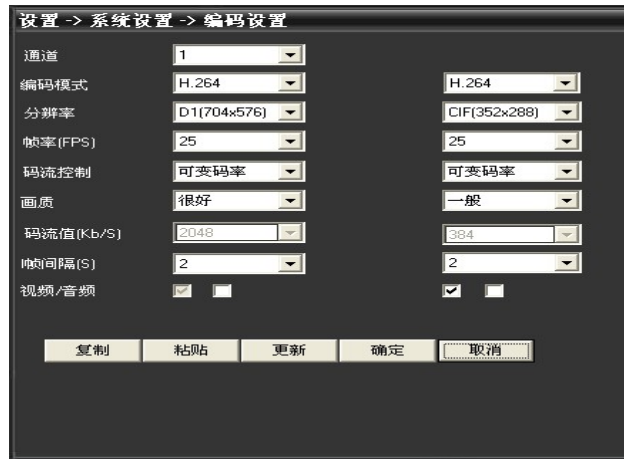 设置 -> 系统设置 -> 编码设置
通道 1
编码模式 H.264 H.264
分辨率 D1(704x576) CIF(352x288)
帧率(FPS) 25 25
码流控制 可变码率 可变码率
画质 很好 一般
码流值(Kb/S) 2048 384
I帧间隔(S) 2 2
视频/音频
复制 粘贴 更新 确定 取消